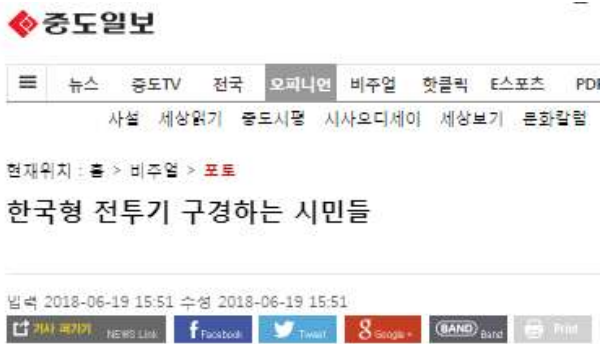 중도일보
뉴스 중도TV 전국 오피니언 비주얼 핫클릭 E스포츠 PDF
사설 세상읽기 중도시평 시사오디세이 세상보기 문화칼럼
현재위치 : 홈 > 비주얼 > 포토
한국형 전투기 구경하는 시민들
입력 2018-06-19 15:51 수정 2018-06-19 15:51
기사 퍼가기 NEWS Link f Facebook Tweet 8 Google + BAND Band Print